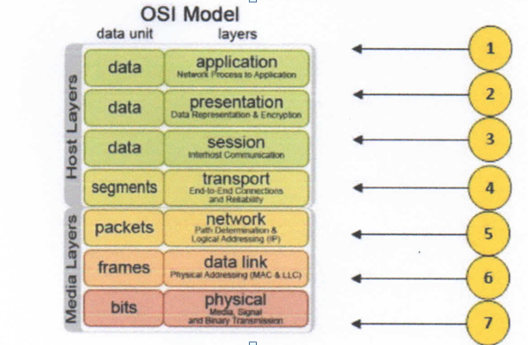 OSI Model
data unit layers
Host Layers
data application
Network Process to Application
data presentation
Data Representation & Encryption
data session
Interhost Communication
segments transport
End-to-End Connections
and Reliability
Media Layers
packets network
Path Determination &
Logical Addressing (IP)
frames data link
Physical Addressing (MAC & LLC)
bits physical
Media, Signal
and Binary Transmission
1
2
3
4
5
6
7